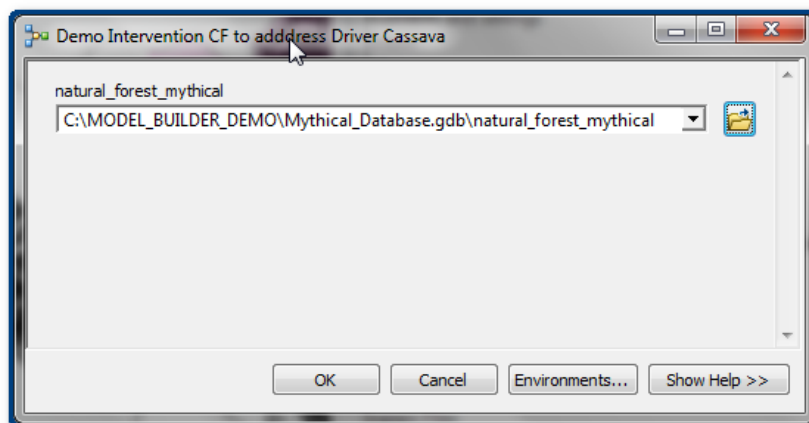 Demo Intervention CF to adddress Driver Cassava
natural_forest_mythical
C:\MODEL_BUILDER_DEMO\Mythical_Database.gdb\natural_forest_mythical
OK Cancel Environments... Show Help >>